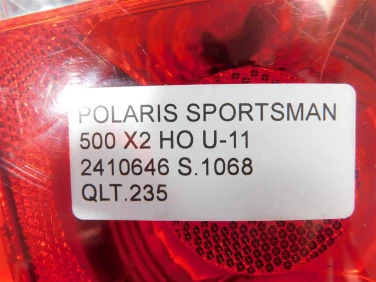 POLARIS SPORTSMAN
500 X2 HO U-11
2410646 S.1068
QLT.235